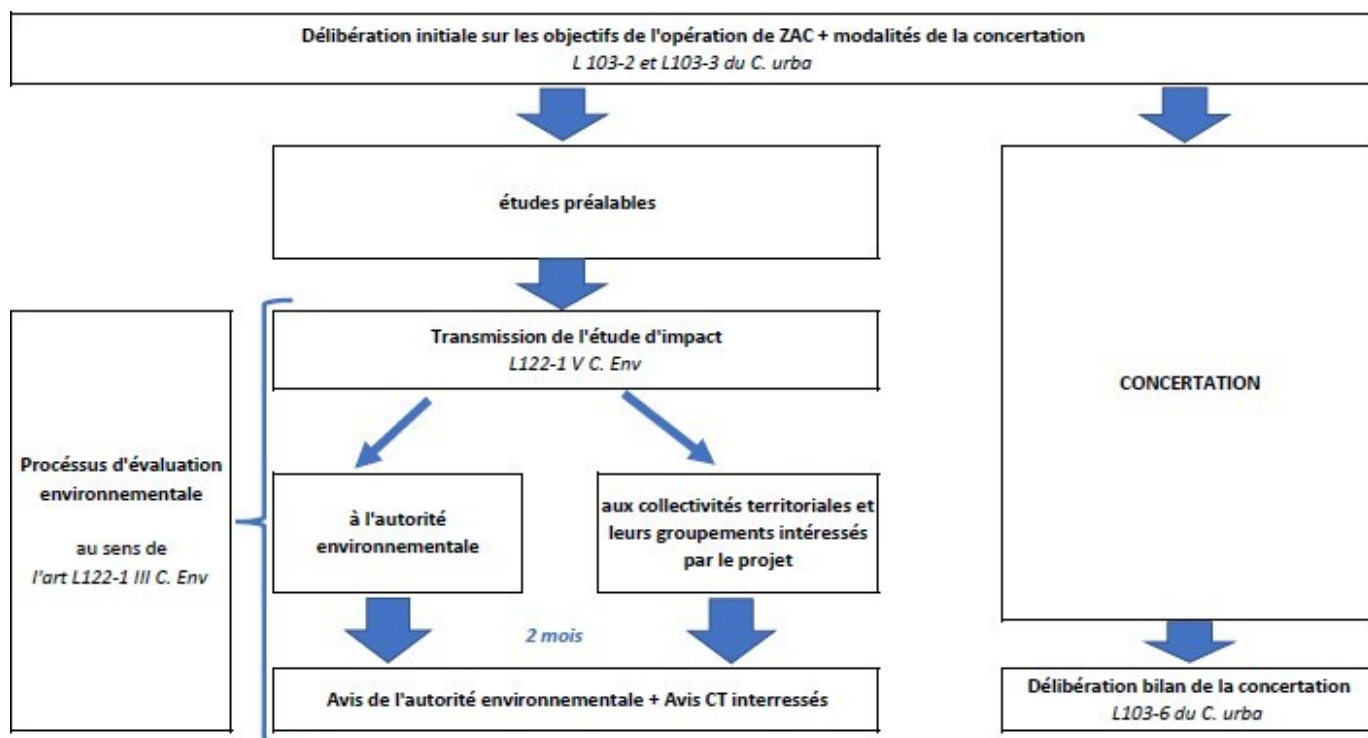 Délibération initiale sur les objectifs de l'opération de ZAC + modalités de la concertation
L 103-2 et L103-3 du C. urba
études préalables
Transmission de l'étude d'impact
L122-1 V C. Env
CONCERTATION
Procéssus d'évaluation
environnementale
au sens de
l'art L122-1 III C. Env
à l'autorité
environnementale
aux collectivités territoriales et
leurs groupements intéressés
par le projet
2 mois
Avis de l'autorité environnementale + Avis CT interressés
Délibération bilan de la concertation
L103-6 du C. urba